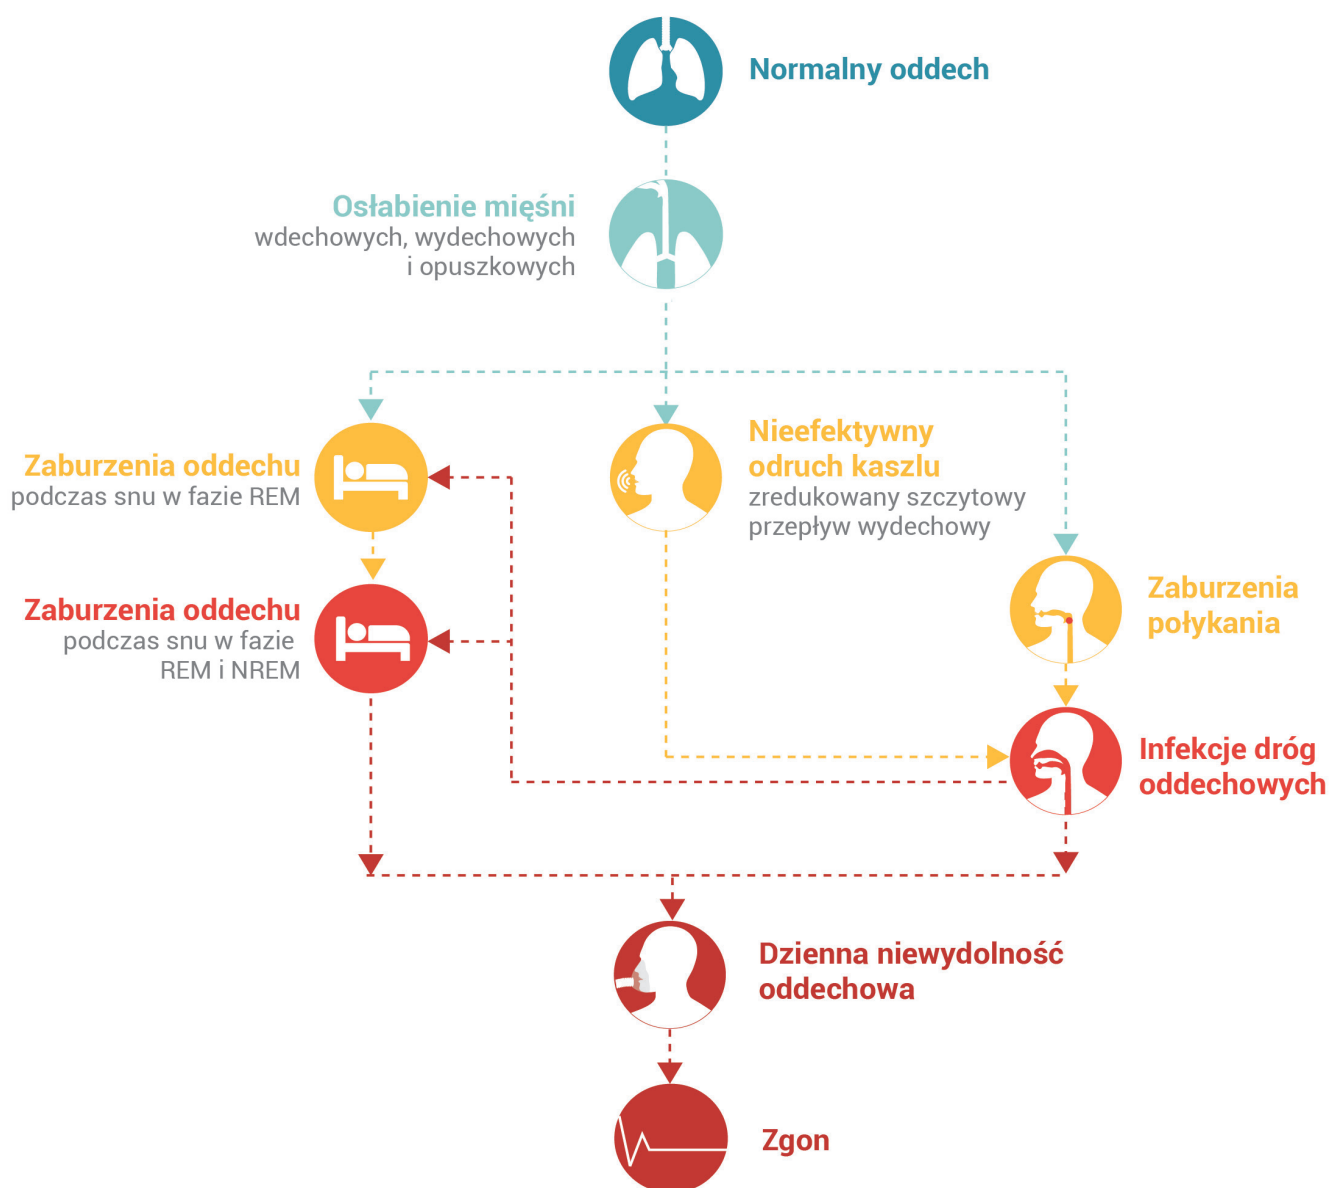 Normalny oddech
Osłabienie mięśni
wdechowych, wydechowych
i opuszkowych
Zaburzenia oddechu
podczas snu w fazie REM
Nieefektywny
odruch kaszlu
zredukowany szczytowy
przepływ wydechowy
Zaburzenia
połykania
Zaburzenia oddechu
podczas snu w fazie
REM i NREM
Infekcje dróg
oddechowych
Dzienna niewydolność
oddechowa
Zgon